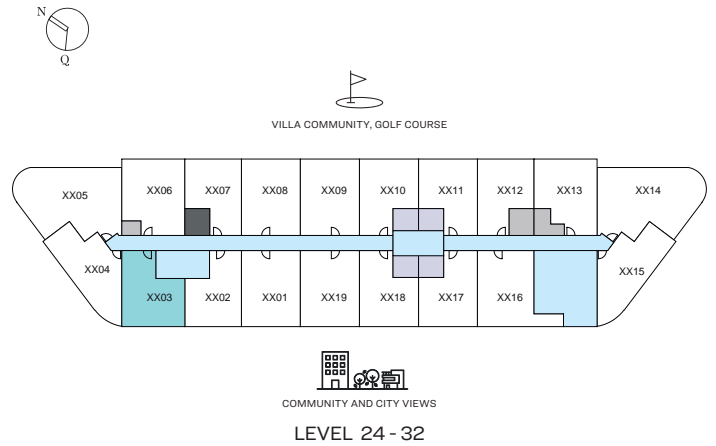 N
Q
VILLA COMMUNITY, GOLF COURSE
XX05
XX06
XX07
XX08
XX09
XX10
XX11
XX12
XX13
XX14
XX04
XX03
XX02
XX01
XX19
XX18
XX17
XX16
XX15
COMMUNITY AND CITY VIEWS
LEVEL 24 - 32